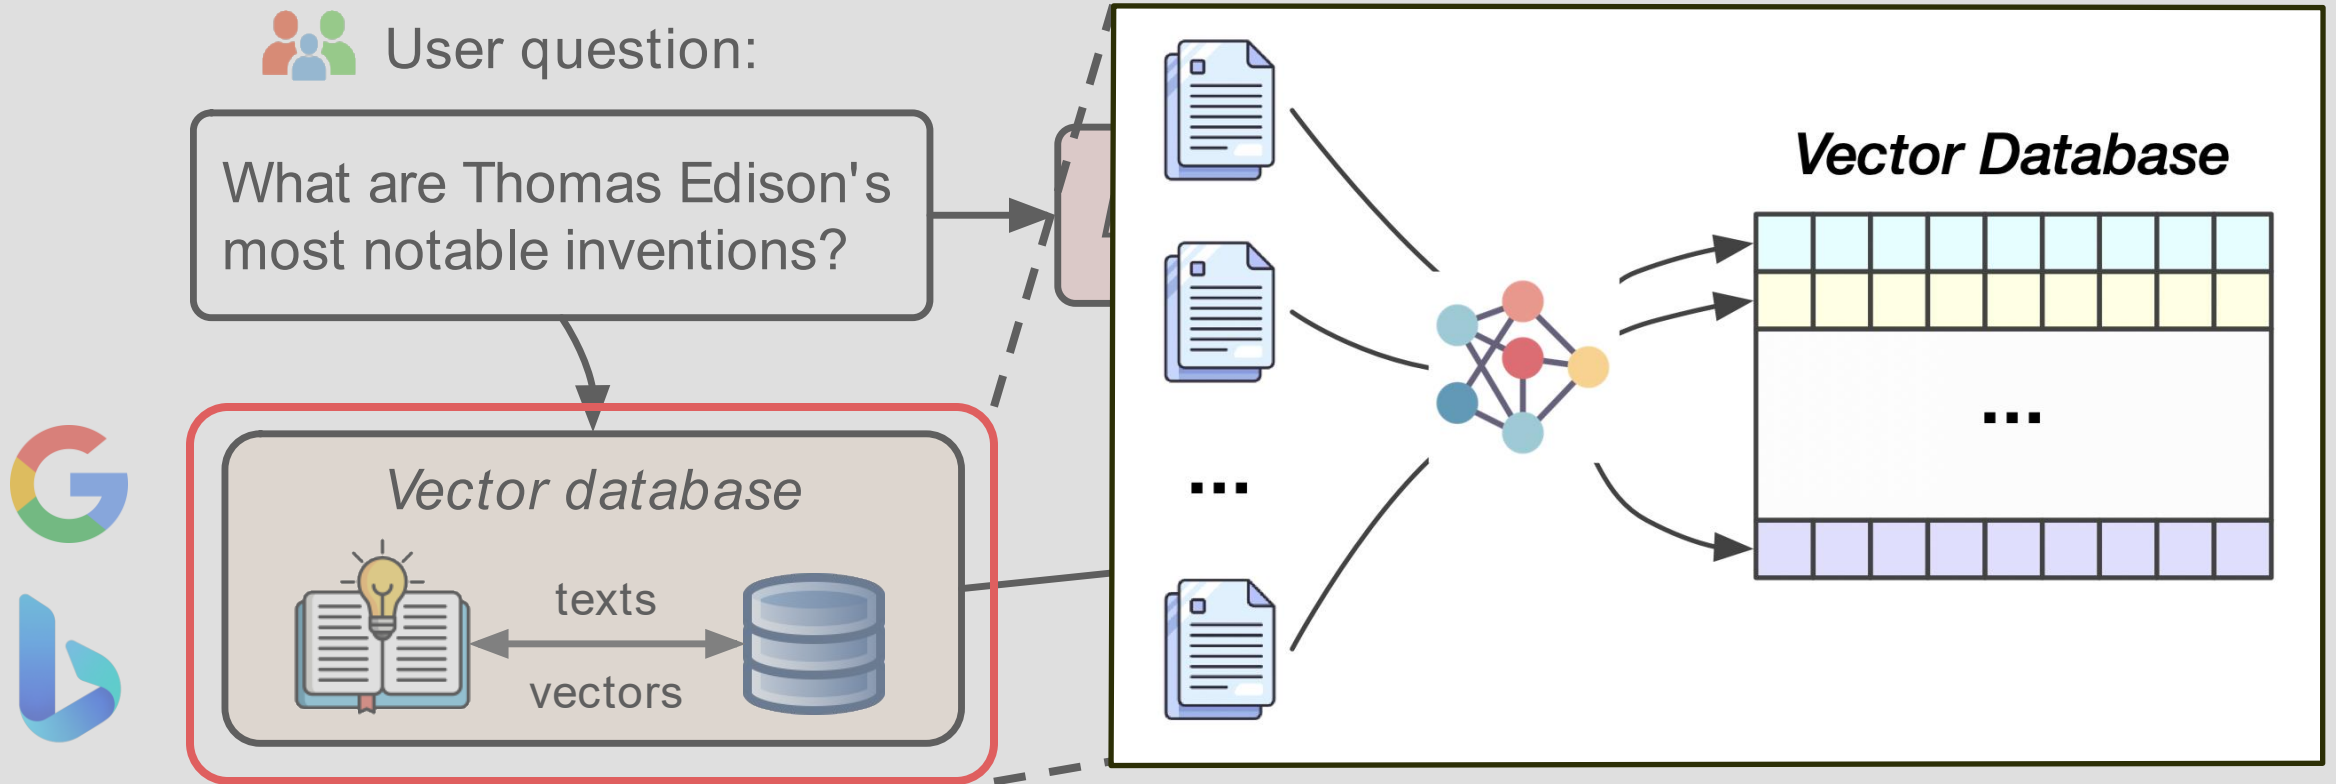 User question:
What are Thomas Edison's
most notable inventions?
Vector database
texts
vectors
...
Vector Database
...